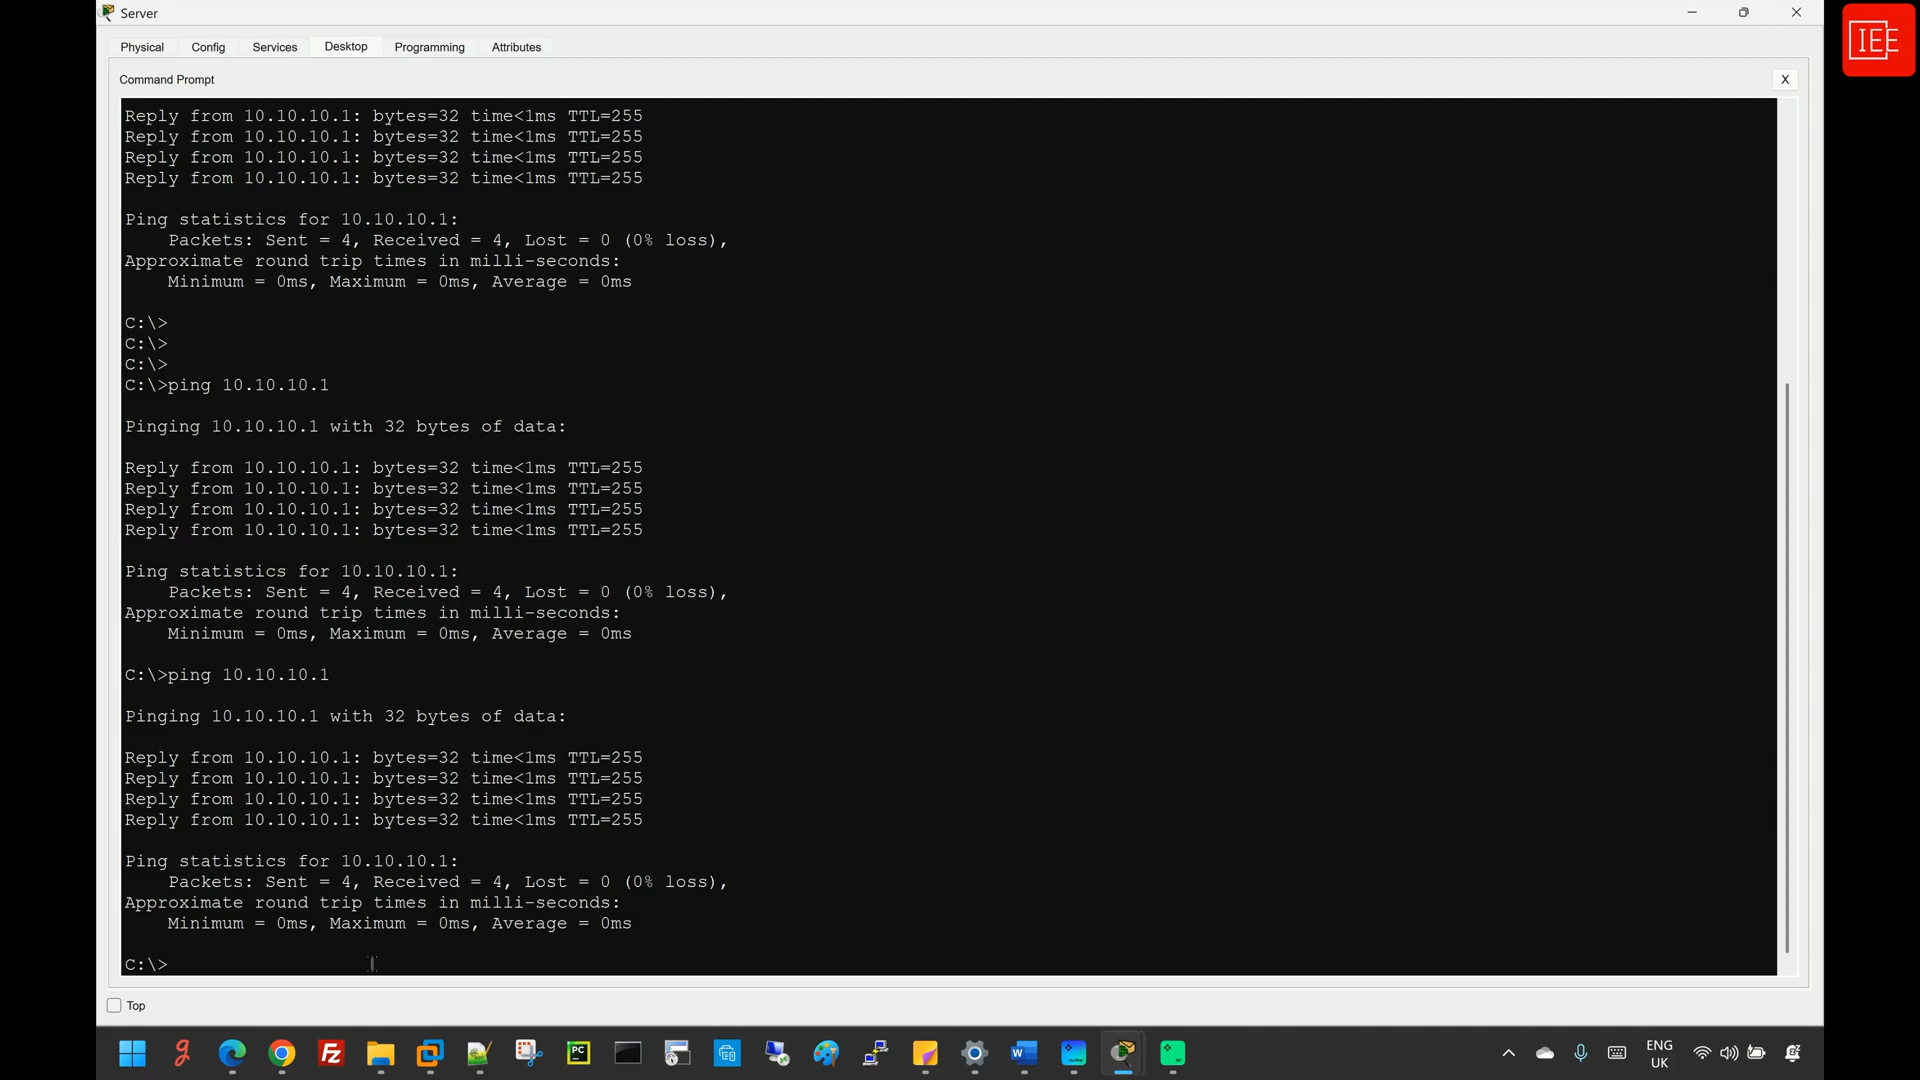 Server
IEE
Physical Config Services Desktop Programming Attributes
Command Prompt X
Reply from 10.10.10.1: bytes=32 time<1ms TTL=255
Reply from 10.10.10.1: bytes=32 time<1ms TTL=255
Reply from 10.10.10.1: bytes=32 time<1ms TTL=255
Reply from 10.10.10.1: bytes=32 time<1ms TTL=255
Ping statistics for 10.10.10.1:
Packets: Sent = 4, Received = 4, Lost = 0 (0% loss),
Approximate round trip times in milli-seconds:
Minimum = 0ms, Maximum = 0ms, Average = 0ms
C:\>
C:\>
C:\>
C:\>ping 10.10.10.1
Pinging 10.10.10.1 with 32 bytes of data:
Reply from 10.10.10.1: bytes=32 time<1ms TTL=255
Reply from 10.10.10.1: bytes=32 time<1ms TTL=255
Reply from 10.10.10.1: bytes=32 time<1ms TTL=255
Reply from 10.10.10.1: bytes=32 time<1ms TTL=255
Ping statistics for 10.10.10.1:
Packets: Sent = 4, Received = 4, Lost = 0 (0% loss),
Approximate round trip times in milli-seconds:
Minimum = 0ms, Maximum = 0ms, Average = 0ms
C:\>ping 10.10.10.1
Pinging 10.10.10.1 with 32 bytes of data:
Reply from 10.10.10.1: bytes=32 time<1ms TTL=255
Reply from 10.10.10.1: bytes=32 time<1ms TTL=255
Reply from 10.10.10.1: bytes=32 time<1ms TTL=255
Reply from 10.10.10.1: bytes=32 time<1ms TTL=255
Ping statistics for 10.10.10.1:
Packets: Sent = 4, Received = 4, Lost = 0 (0% loss),
Approximate round trip times in milli-seconds:
Minimum = 0ms, Maximum = 0ms, Average = 0ms
C:\>
Top
g FZ PC W ENG
UK